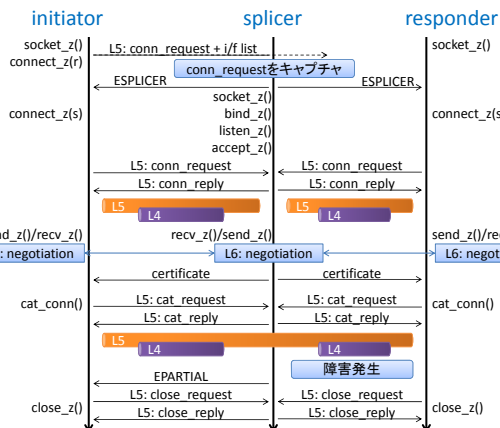 initiator splicer responder
socket_z() L5: conn_request + i/f list socket_z()
connect_z(r) conn_requestをキャプチャ
ESPLICER ESPLICER
socket_z()
connect_z(s) bind_z() connect_z(s
listen_z()
accept_z()
L5: conn_request L5: conn_request
L5: conn_reply L5: conn_reply
L5 L5
L4 L4
nd_z()/recv_z() recv_z()/send_z() send_z()/rec
: negotiation L6: negotiation L6: negot
certificate certificate
cat_conn() L5: cat_request L5: cat_request cat_conn()
L5: cat_reply L5: cat_reply
L5
L4 L4
障害発生
EPARTIAL
L5: close_request L5: close_request
close_z() L5: close_reply L5: close_reply close_z()